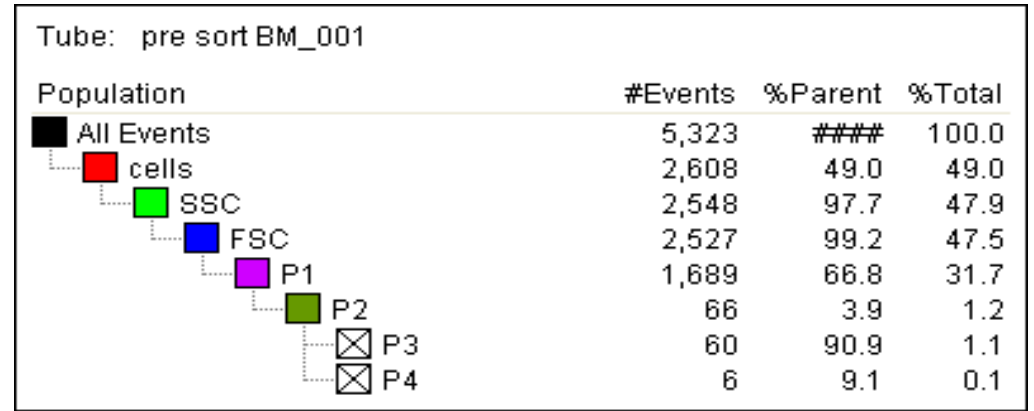 Tube: pre sort BM_001
Population #Events %Parent %Total
All Events 5,323 #### 100.0
cells 2,608 49.0 49.0
SSC 2,548 97.7 47.9
FSC 2,527 99.2 47.5
P1 1,689 66.8 31.7
P2 66 3.9 1.2
P3 60 90.9 1.1
P4 6 9.1 0.1